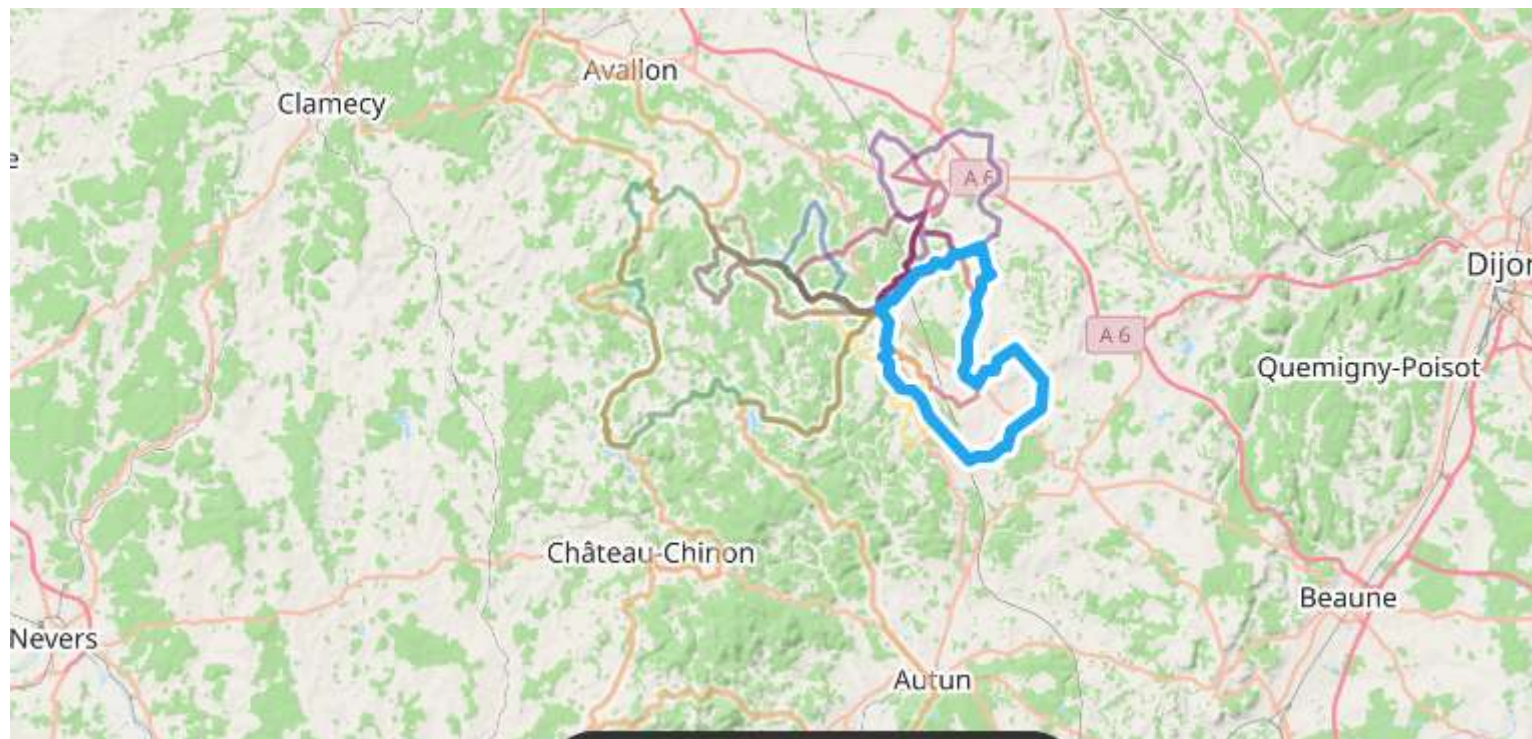 Avallon
Clamecy
e
A 6
Dijon
A 6
Quemigny-Poisot
Château-Chinon
Beaune
Nevers
Autun